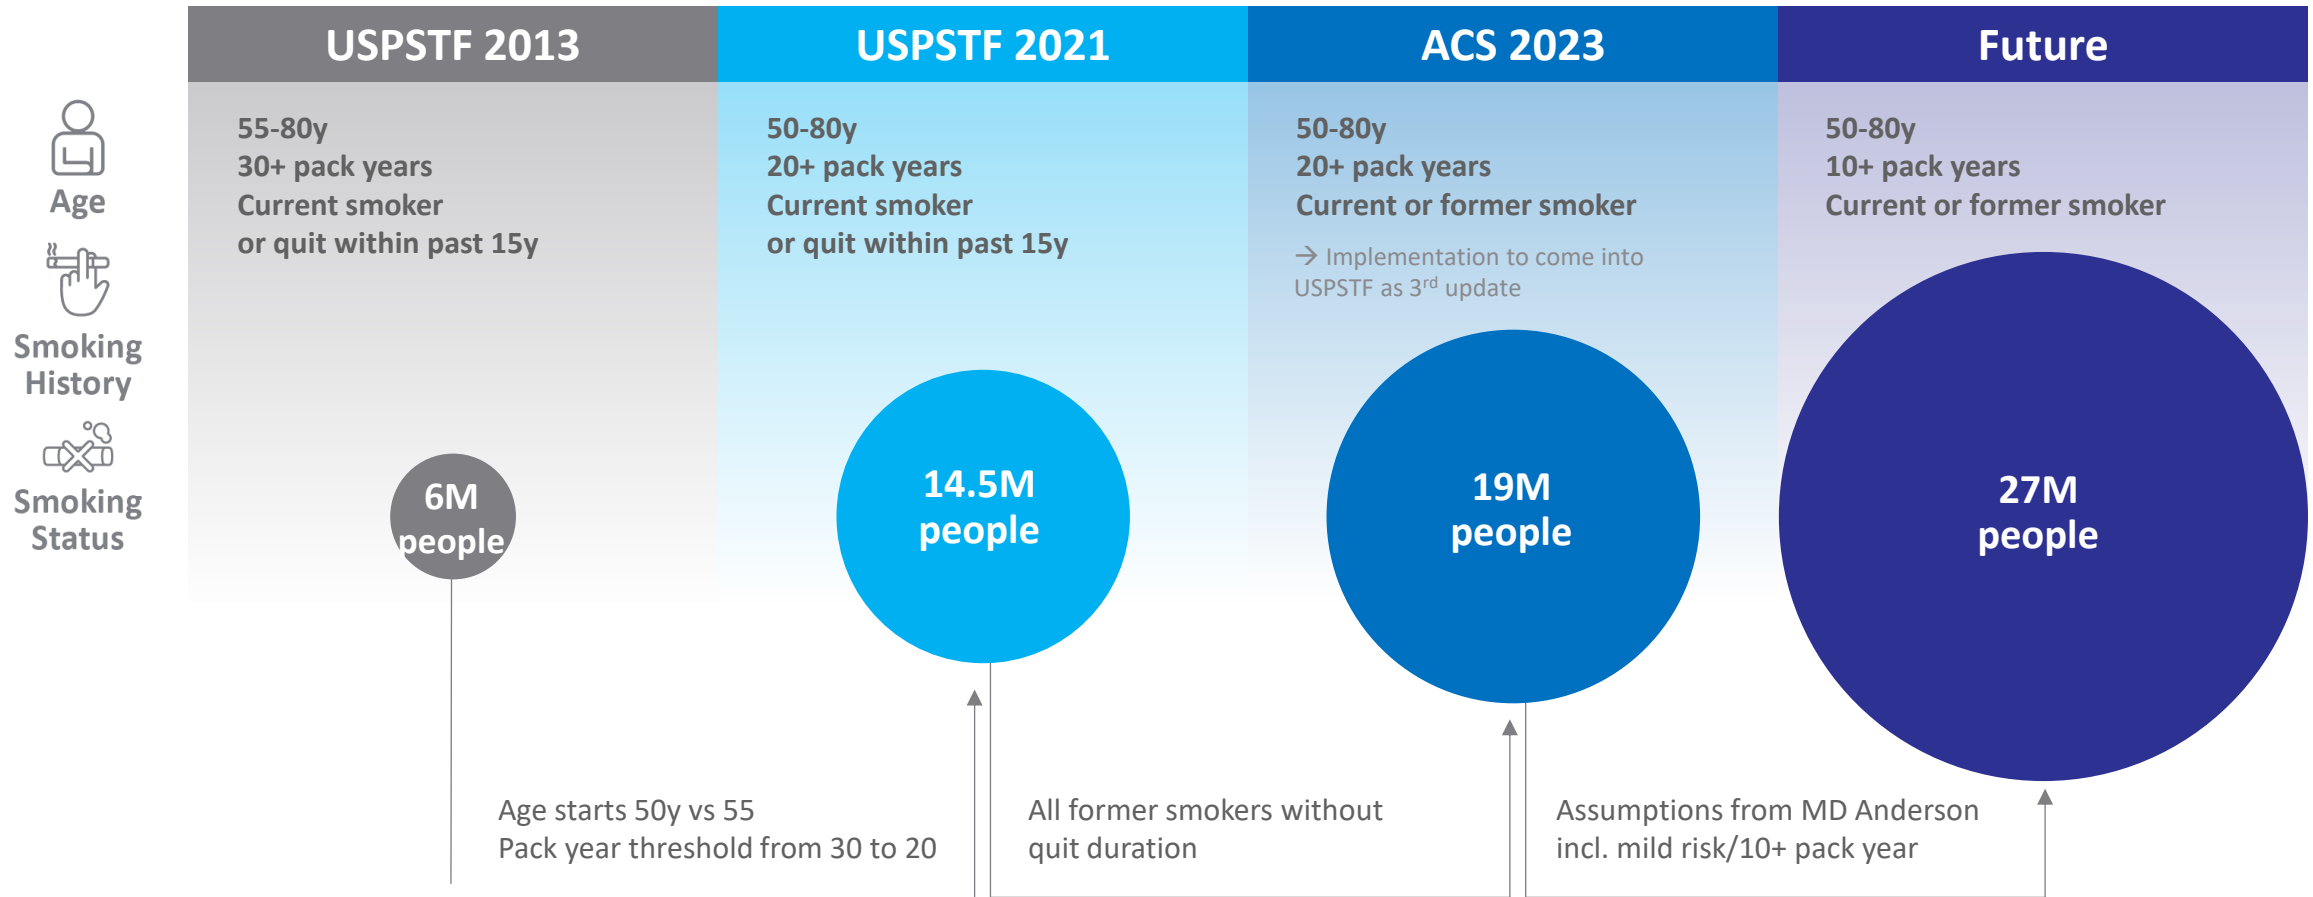 USPSTF 2013
USPSTF 2021
ACS 2023
Future
Age
Smoking
History
Smoking
Status
55-80y
30+ pack years
Current smoker
or quit within past 15y
50-80y
20+ pack years
Current smoker
or quit within past 15y
50-80y
20+ pack years
Current or former smoker
→ Implementation to come into
USPSTF as 3rd update
50-80y
10+ pack years
Current or former smoker
6M
people
14.5M
people
19M
people
27M
people
Age starts 50y vs 55
Pack year threshold from 30 to 20
All former smokers without
quit duration
Assumptions from MD Anderson
incl. mild risk/10+ pack year